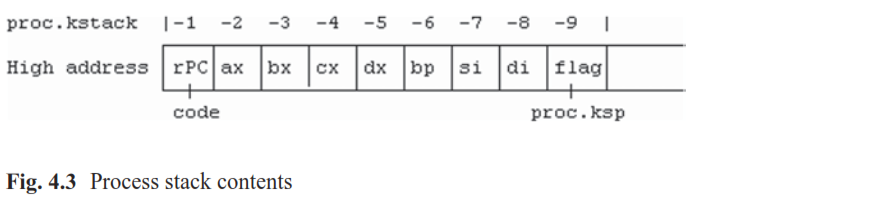 proc.kstack |-1 -2 -3 -4 -5 -6 -7 -8 -9 |
High address rPC ax bx cx dx bp si di flag
code proc.ksp
Fig. 4.3 Process stack contents